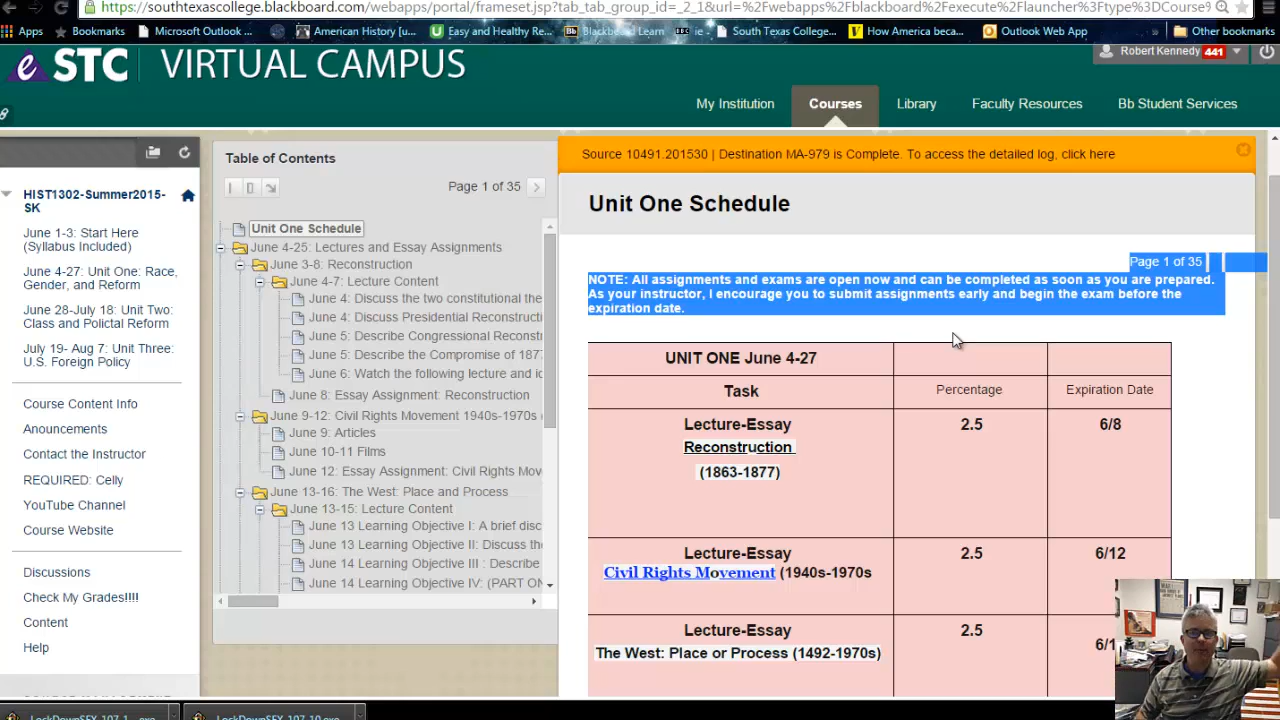 https://southtexascollege.blackboard.com/webapps/portal/frameset.jsp?tab_tab_group_id=_2_1&url=%2Fwebapps%2Fblackboard%2Fexecute%2Flauncher%3Ftype%3DCourse
Apps Bookmarks Microsoft Outlook ... American History [u... Easy and Healthy Re... Blackboard Learn South Texas College... How America beca... Outlook Web App Other bookmarks
eSTC VIRTUAL CAMPUS
Robert Kennedy 441
My Institution Courses Library Faculty Resources Bb Student Services
HIST1302-Summer2015-
SK
June 1-3: Start Here
(Syllabus Included)
June 4-27: Unit One: Race,
Gender, and Reform
June 28-July 18: Unit Two:
Class and Polictal Reform
July 19- Aug 7: Unit Three:
U.S. Foreign Policy
Course Content Info
Anouncements
Contact the Instructor
REQUIRED: Celly
YouTube Channel
Course Website
Discussions
Check My Grades!!!!
Content
Help
Table of Contents
Page 1 of 35
Unit One Schedule
June 4-25: Lectures and Essay Assignments
June 3-8: Reconstruction
June 4-7: Lecture Content
June 4: Discuss the two constitutional the
June 4: Discuss Presidential Reconstructi
June 5: Describe Congressional Reconst
June 5: Describe the Compromise of 187
June 6: Watch the following lecture and ic
June 8: Essay Assignment: Reconstruction
June 9-12: Civil Rights Movement 1940s-1970s (
June 9: Articles
June 10-11 Films
June 12: Essay Assignment: Civil Rights Mov
June 13-16: The West: Place and Process
June 13-15: Lecture Content
June 13 Learning Objective I: A brief disc
June 13 Learning Objective II: Discuss the
June 14 Learning Objective III : Describe
June 14 Learning Objective IV: (PART ON
Source 10491.201530 | Destination MA-979 is Complete. To access the detailed log, click here
Unit One Schedule
Page 1 of 35
NOTE: All assignments and exams are open now and can be completed as soon as you are prepared.
As your instructor, I encourage you to submit assignments early and begin the exam before the
expiration date.
UNIT ONE June 4-27
Task Percentage Expiration Date
Lecture-Essay 2.5 6/8
Reconstruction
(1863-1877)
Lecture-Essay 2.5 6/12
Civil Rights Movement (1940s-1970s
Lecture-Essay 2.5
The West: Place or Process (1492-1970s)